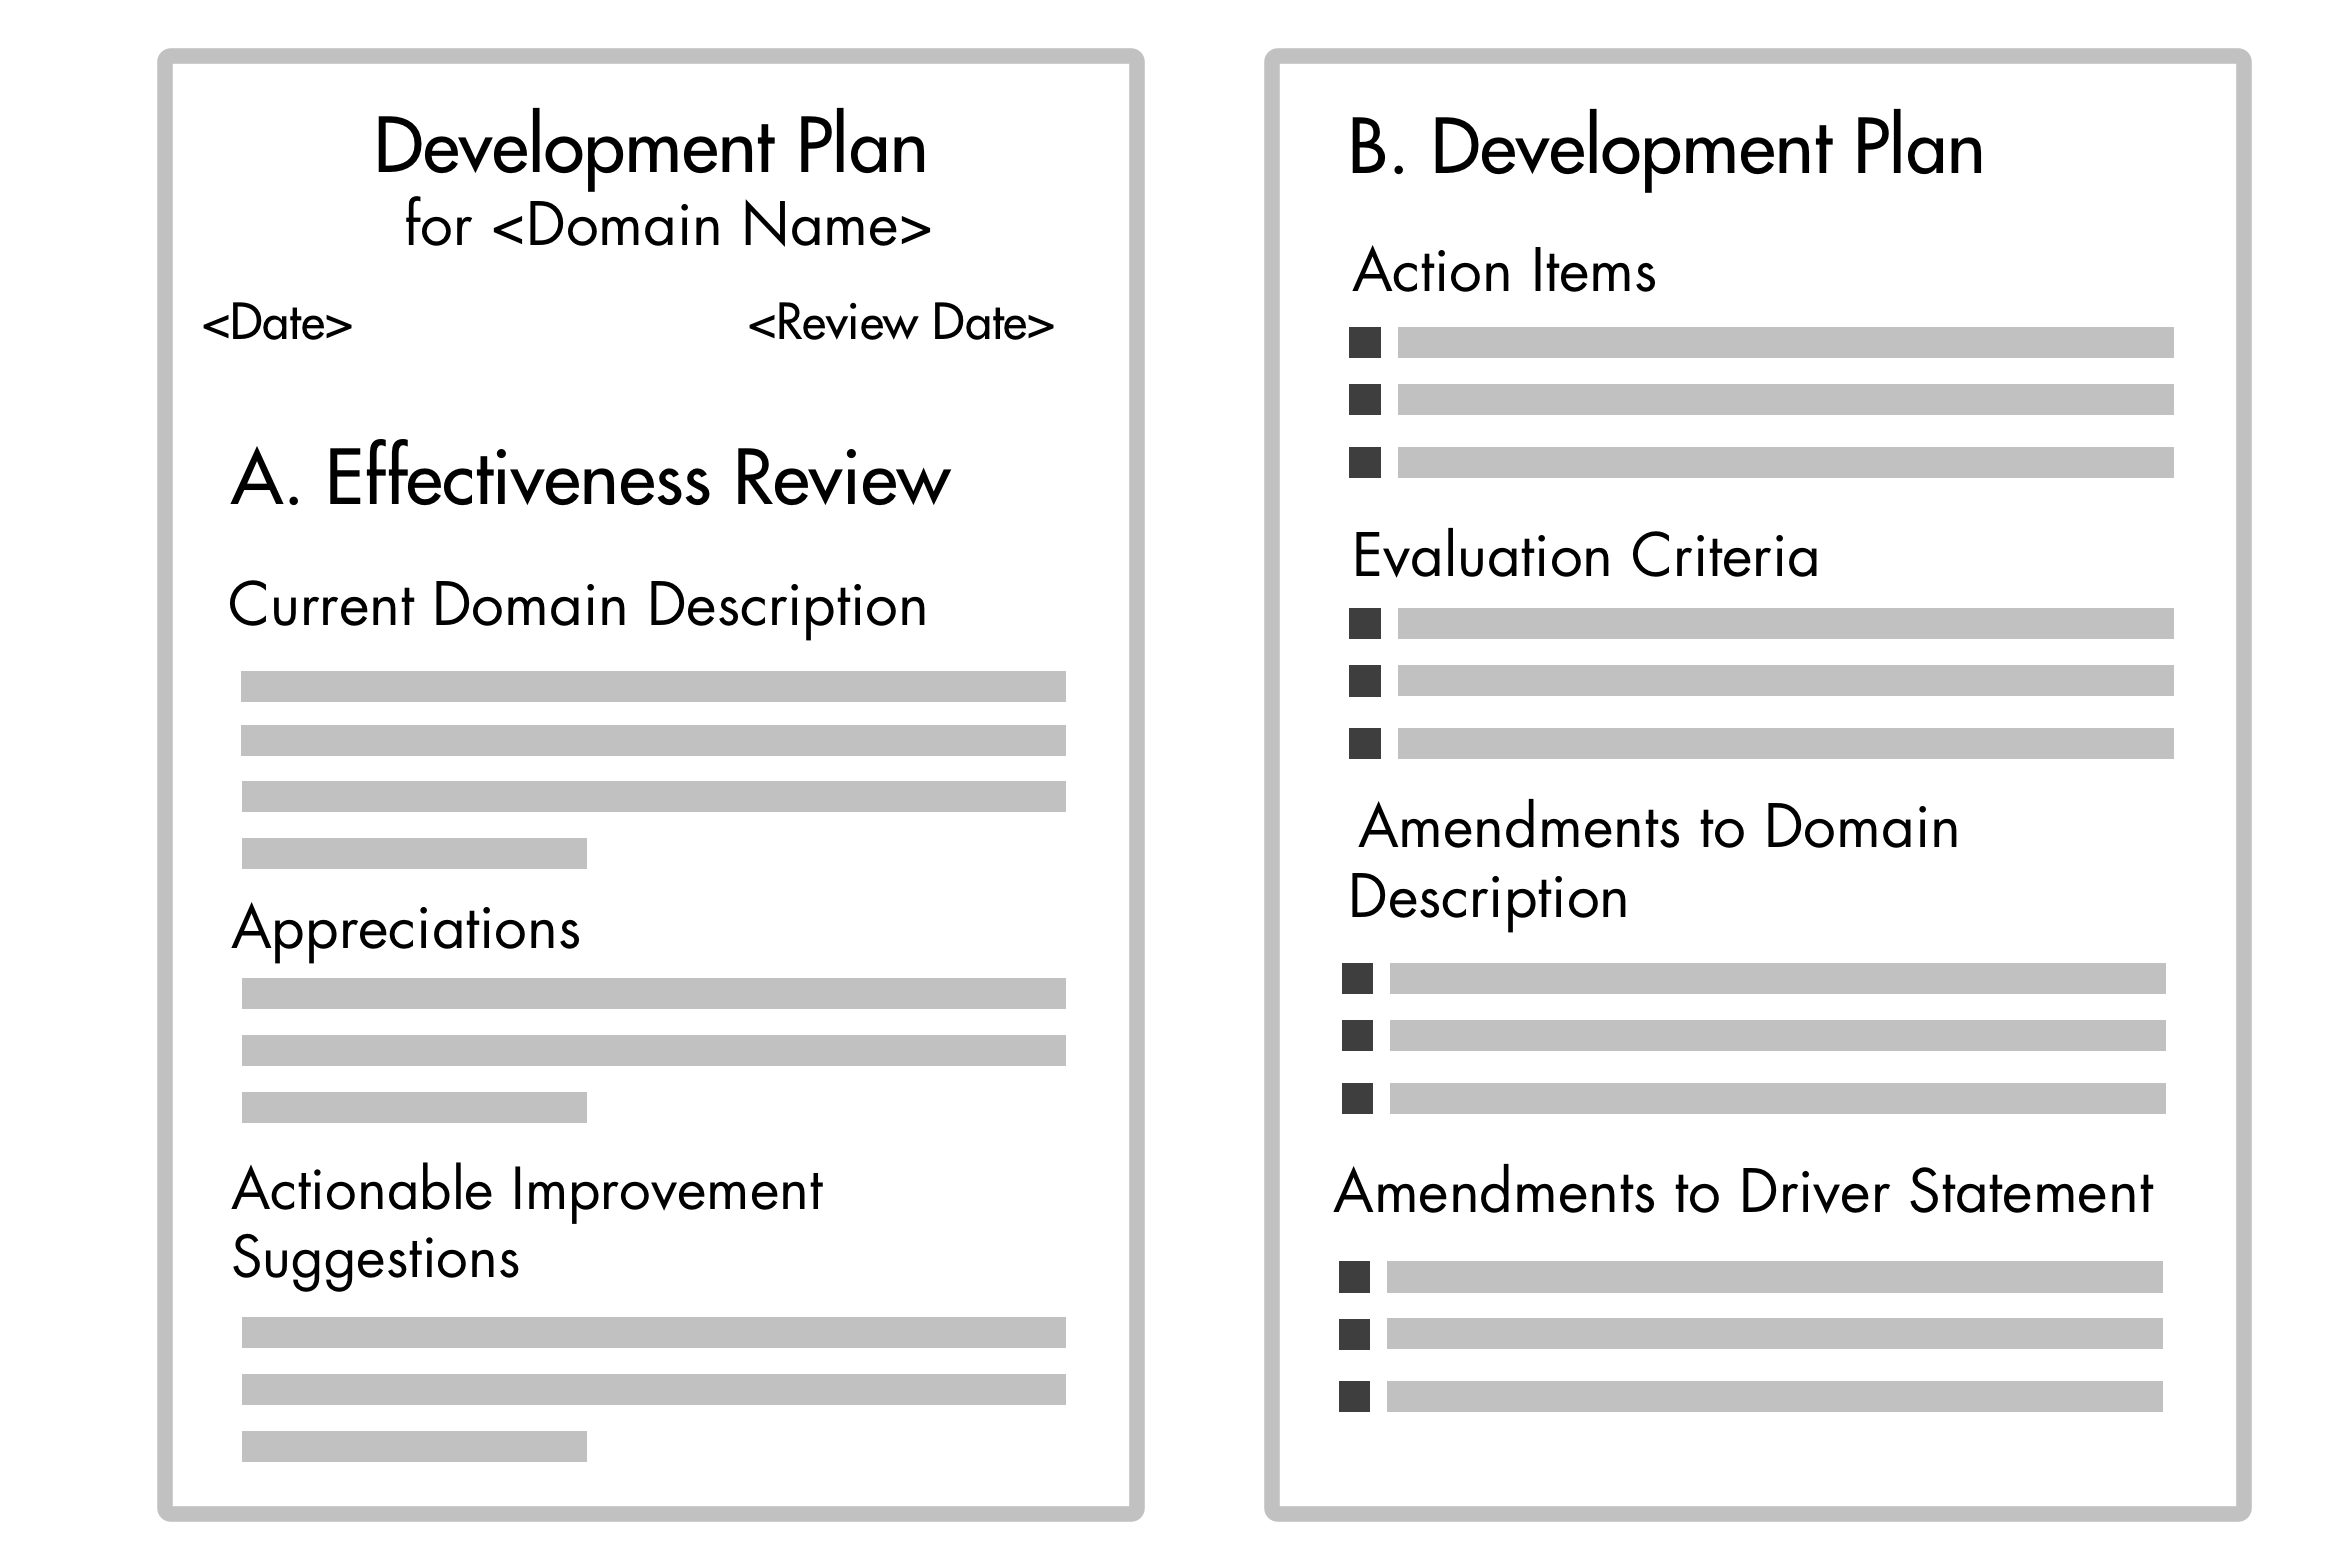 Development Plan
for <Domain Name>
<Date> <Review Date>
A. Effectiveness Review
Current Domain Description
Appreciations
Actionable Improvement
Suggestions
B. Development Plan
Action Items
Evaluation Criteria
Amendments to Domain
Description
Amendments to Driver Statement